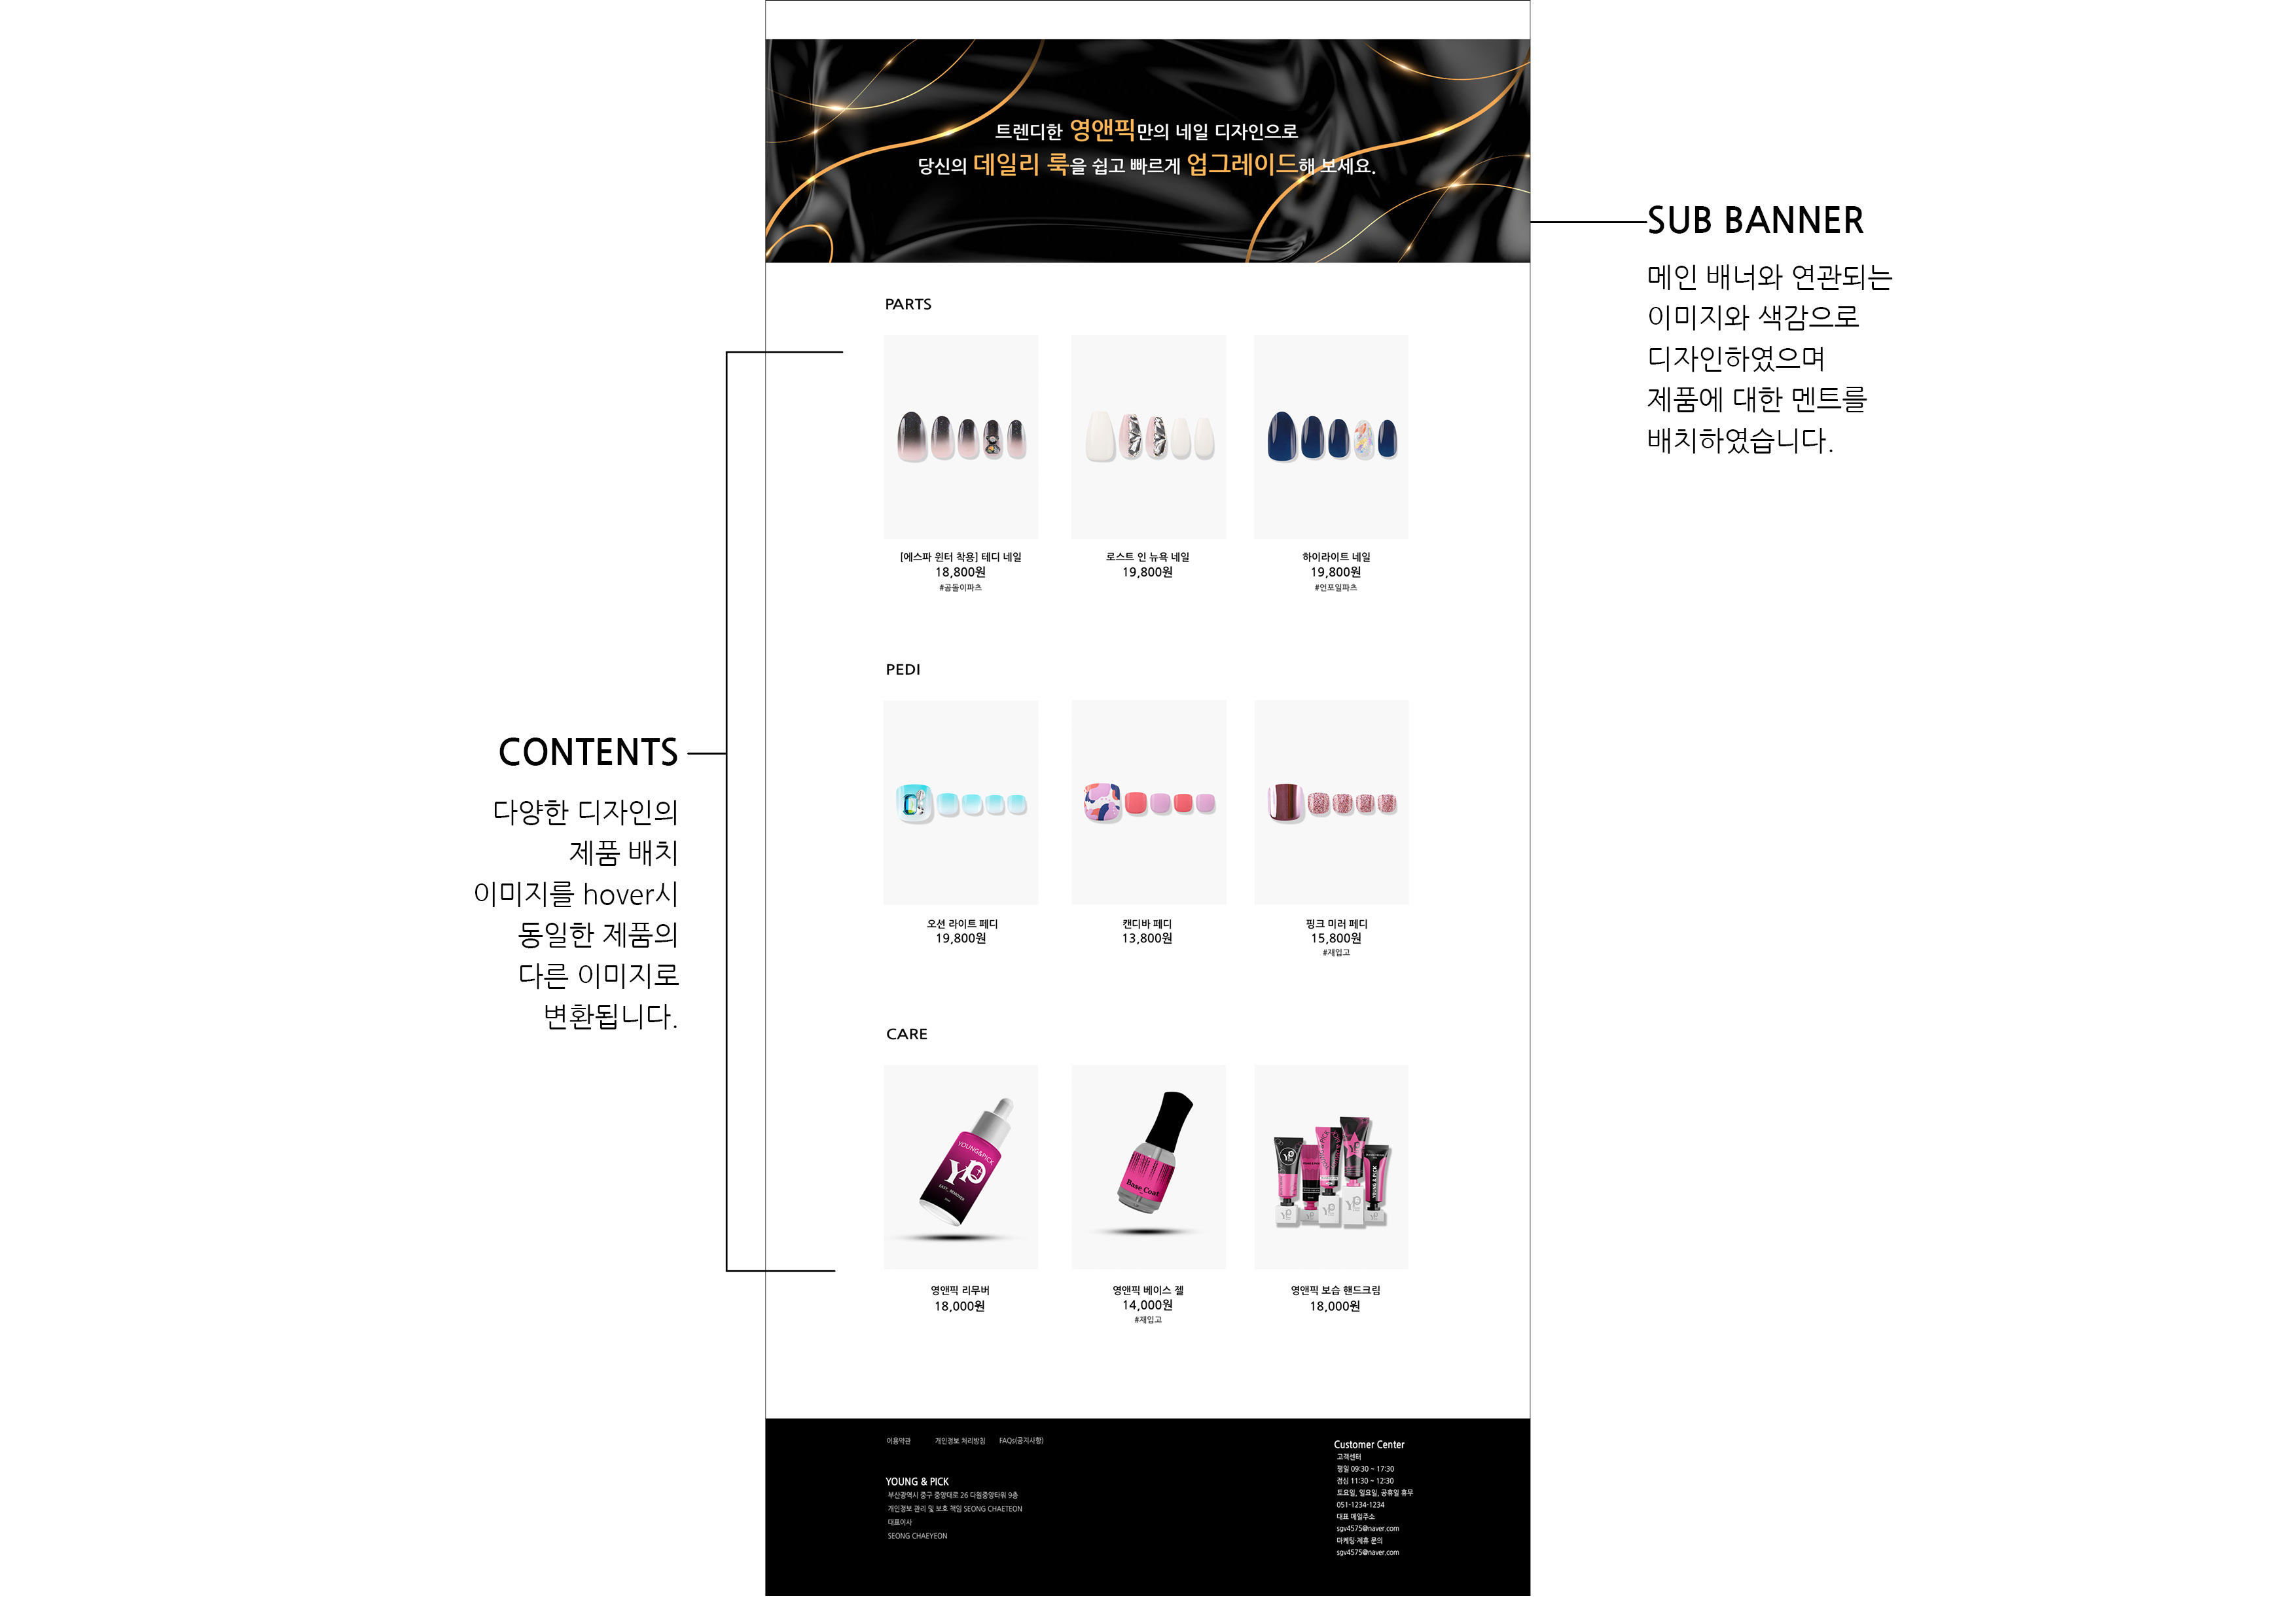 트렌디한 영앤픽만의 네일 디자인으로
당신의 데일리 룩을 쉽고 빠르게 업그레이드해 보세요.
SUB BANNER
메인 배너와 연관되는
이미지와 색감으로
디자인하였으며
제품에 대한 멘트를
배치하였습니다.
PARTS
[에스파 윈터 착용] 테디 네일
18,800원
#곰돌이파츠
로스트 인 뉴욕 네일
19,800원
하이라이트 네일
19,800원
#언포일파츠
CONTENTS
다양한 디자인의
제품 배치
이미지를 hover시
동일한 제품의
다른 이미지로
변환됩니다.
PEDI
오션 라이트 페디
19,800원
캔디바 페디
13,800원
핑크 미러 페디
15,800원
#재입고
CARE
YOUNG&PICK
YP
EASY REMOVER
Base Coat
YOUNG & PICK
영앤픽 리무버
18,000원
영앤픽 베이스 젤
14,000원
#재입고
영앤픽 보습 핸드크림
18,000원
이용약관 개인정보 처리방침 FAQs(공지사항)
YOUNG & PICK
부산광역시 중구 중앙대로 26 다원중앙타워 9층
개인정보 관리 및 보호 책임 SEONG CHAETEON
대표이사
SEONG CHAEYEON
Customer Center
고객센터
평일 09:30 ~ 17:30
점심 11:30 ~ 12:30
토요일, 일요일, 공휴일 휴무
051-1234-1234
대표 메일주소
sgv4575@naver.com
마케팅·제휴 문의
sgv4575@naver.com